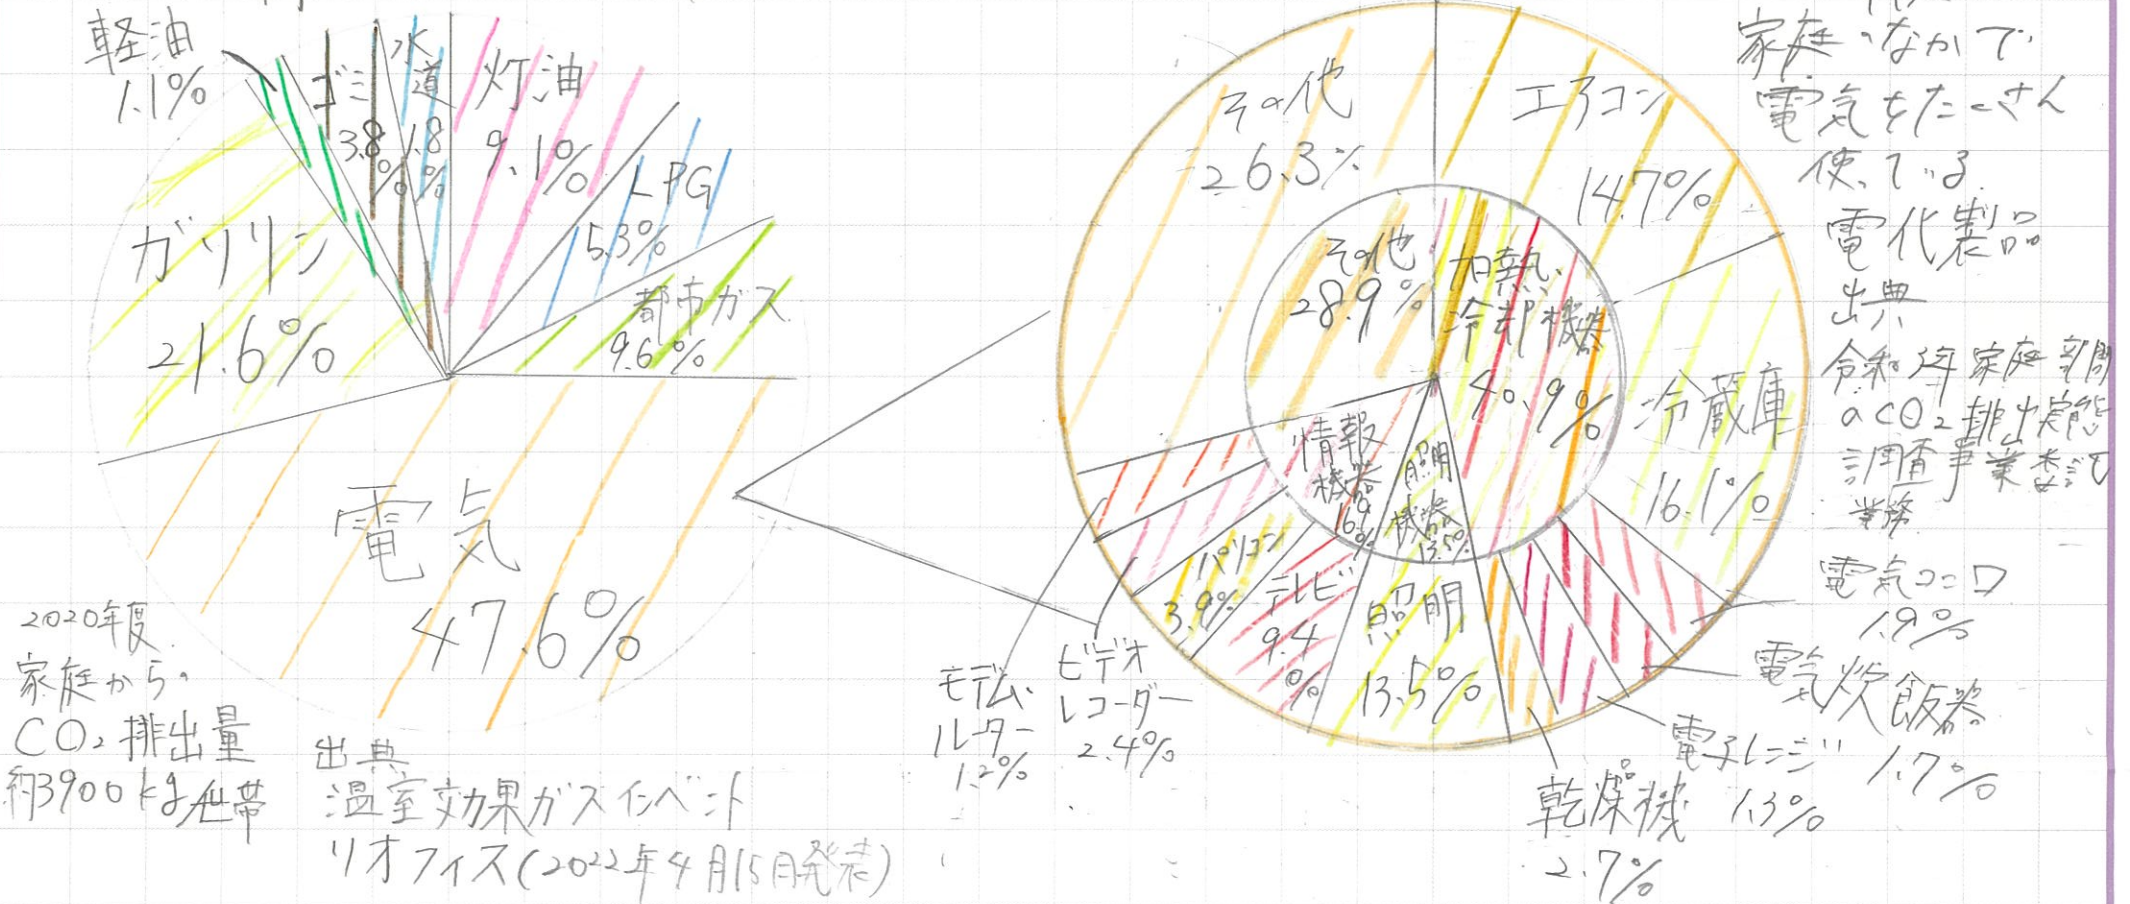 軽油
1.1%
ゴミ
3.8
%
水
道
1.8
%
灯油
9.1%
LPG
5.3%
都市ガス
9.6%
ガソリン
21.6%
電気
47.6%
2020年度
家庭からの
CO₂排出量
約3900kg/世帯
出典
温室効果ガスインベント
リオフィス(2022年4月15日発表)
その他
26.3%
エアコン
14.7%
その他
28.9%
加熱、
冷却機器
40.9%
冷蔵庫
16.1%
情報
機器
照明
機器
13.5%
パソコン
3.9%
テレビ
9.4
%
照明
13.5%
モデム・
ルーター
1.2%
ビデオ
レコーダー
2.4%
乾燥機
2.7%
電子レンジ
1.3%
電気炊飯器
1.7%
電気コンロ
1.9%
家庭のなかで
電気をたくさん
使っている
電化製品
出典
令和2年家庭部門
のCO₂排出実態
調査事業委託
業務